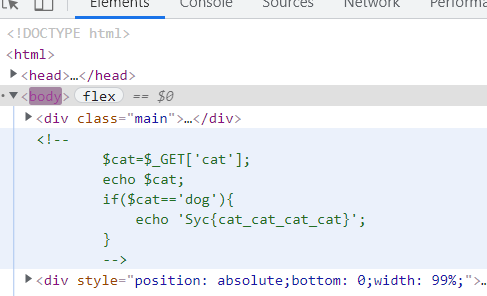 Elements Console Sources Network Performa
<!DOCTYPE html>
<html>
<head>…</head>
<body> flex == $0
<div class="main">…</div>
<!--
$cat=$_GET['cat'];
echo $cat;
if($cat=='dog'){
echo 'Syc{cat_cat_cat_cat}';
}
-->
<div style="position: absolute;bottom: 0;width: 99%;">…